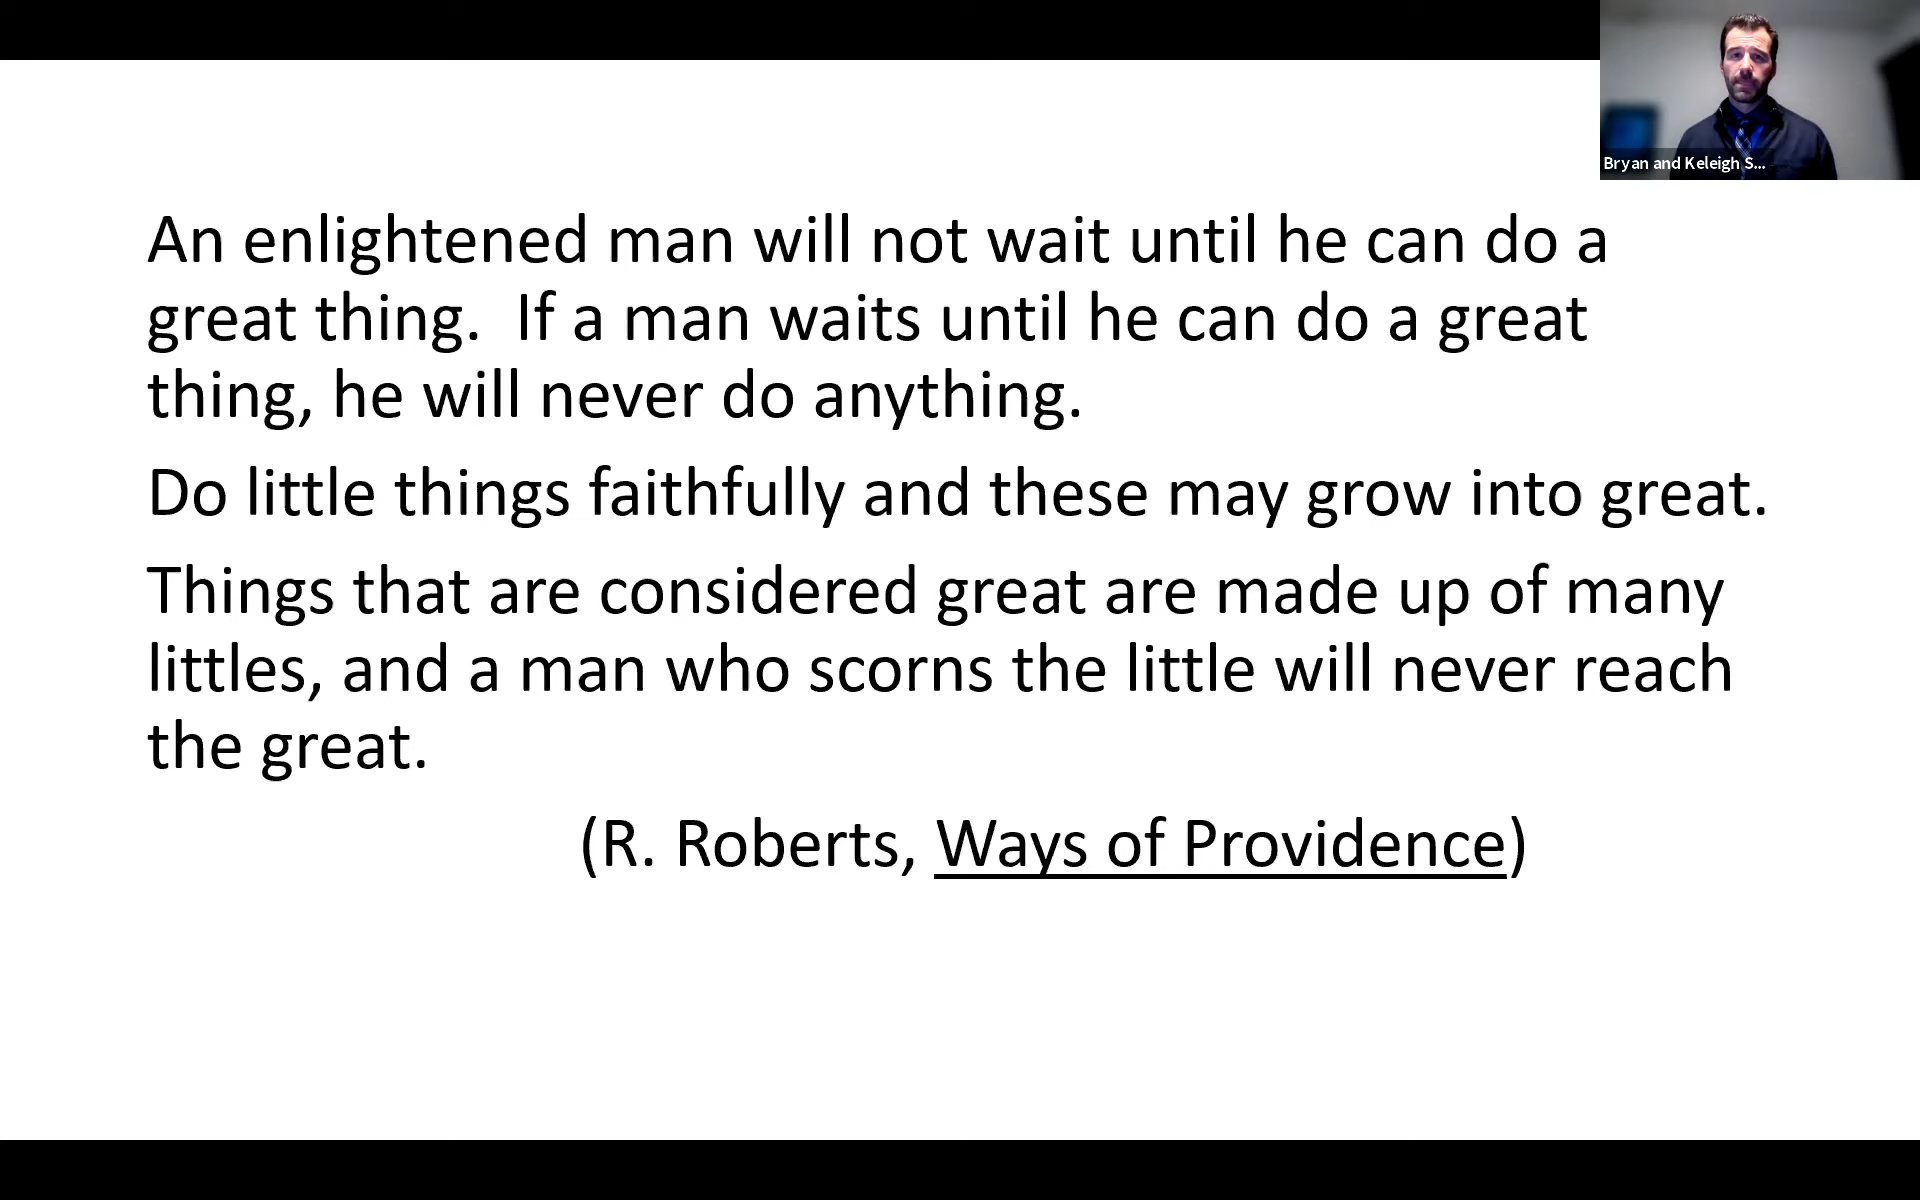 Bryan and Keleigh S...
An enlightened man will not wait until he can do a
great thing.  If a man waits until he can do a great
thing, he will never do anything.
Do little things faithfully and these may grow into great.
Things that are considered great are made up of many
littles, and a man who scorns the little will never reach
the great.
(R. Roberts, Ways of Providence)